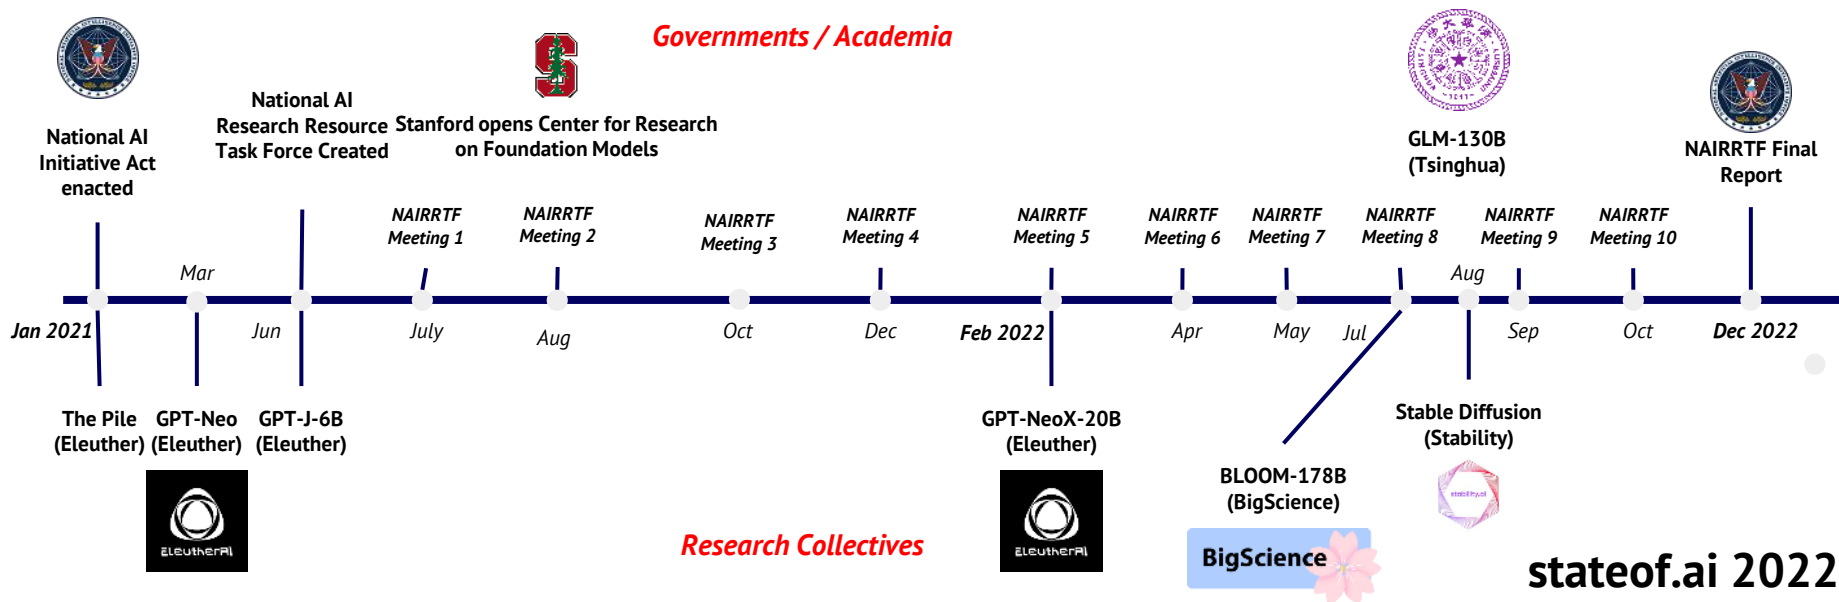 Governments / Academia
National AI
Initiative Act
enacted
National AI
Research Resource
Task Force Created
Stanford opens Center for Research
on Foundation Models
GLM-130B
(Tsinghua)
NAIRRTF Final
Report
NAIRRTF
Meeting 1
NAIRRTF
Meeting 2
NAIRRTF
Meeting 3
NAIRRTF
Meeting 4
NAIRRTF
Meeting 5
NAIRRTF
Meeting 6
NAIRRTF
Meeting 7
NAIRRTF
Meeting 8
NAIRRTF
Meeting 9
NAIRRTF
Meeting 10
Mar
Aug
Jan 2021
Jun
July
Aug
Oct
Dec
Feb 2022
Apr
May
Jul
Sep
Oct
Dec 2022
The Pile
(Eleuther)
GPT-Neo
(Eleuther)
GPT-J-6B
(Eleuther)
GPT-NeoX-20B
(Eleuther)
BLOOM-178B
(BigScience)
Stable Diffusion
(Stability)
EleutherAI
EleutherAI
BigScience
stability.ai
Research Collectives
stateof.ai 2022